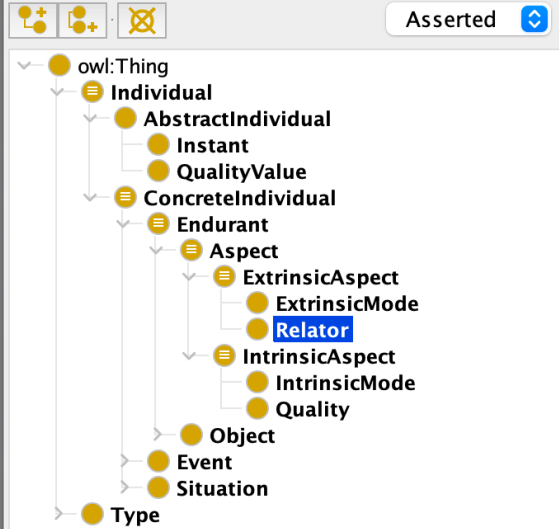 Asserted
owl:Thing
Individual
AbstractIndividual
Instant
QualityValue
ConcreteIndividual
Endurant
Aspect
ExtrinsicAspect
ExtrinsicMode
Relator
IntrinsicAspect
IntrinsicMode
Quality
Object
Event
Situation
Type